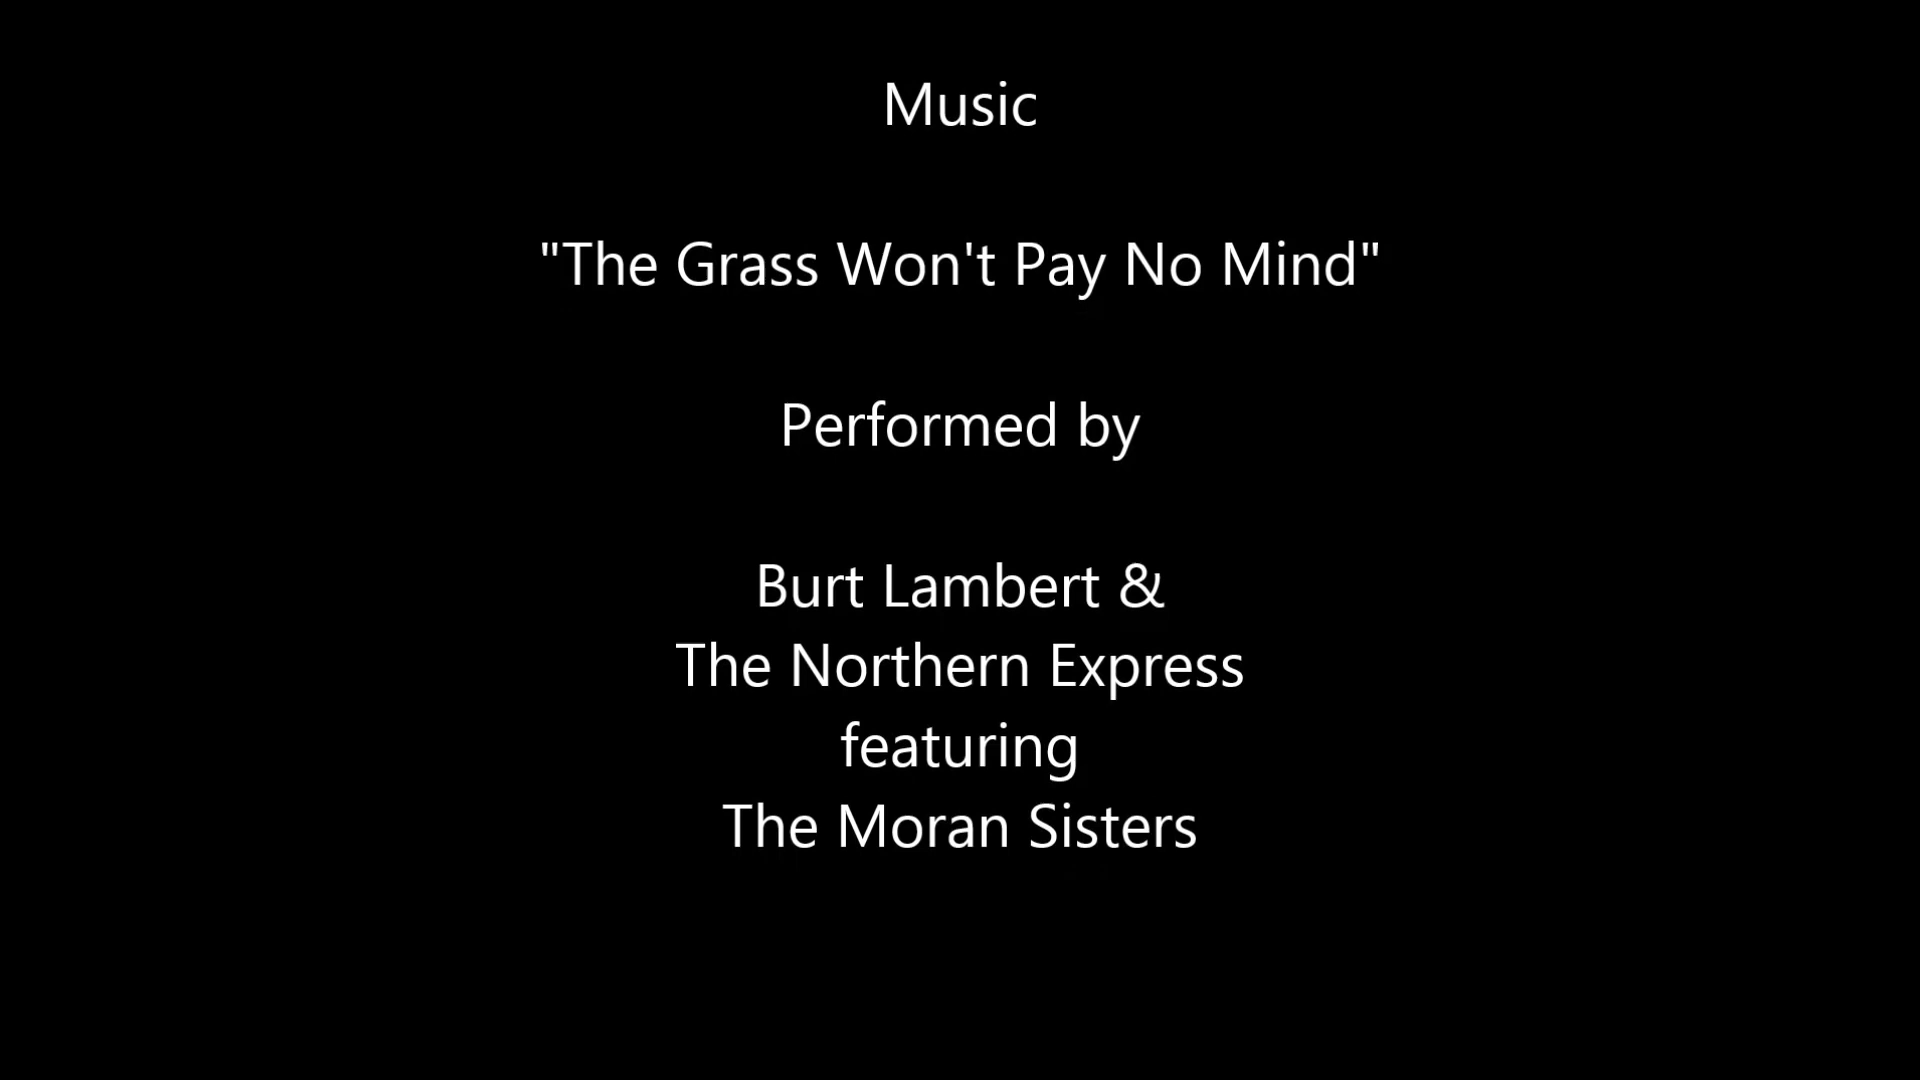 Music
"The Grass Won't Pay No Mind"
Performed by
Burt Lambert &
The Northern Express
featuring
The Moran Sisters